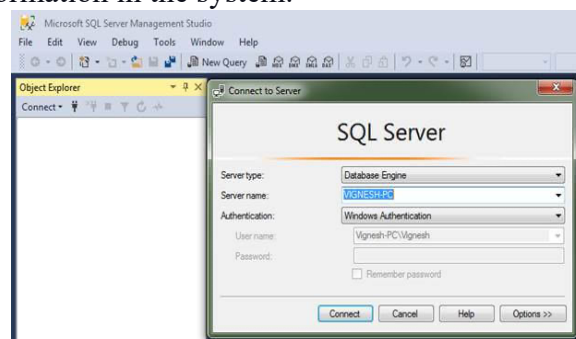 formation in the system.
Microsoft SQL Server Management Studio
File Edit View Debug Tools Window Help
New Query
Object Explorer
Connect to Server
Connect
SQL Server
Server type: Database Engine
Server name: VIGNESH-PC
Authentication: Windows Authentication
User name: Vignesh-PC\Vignesh
Password:
Remember password
Connect Cancel Help Options >>